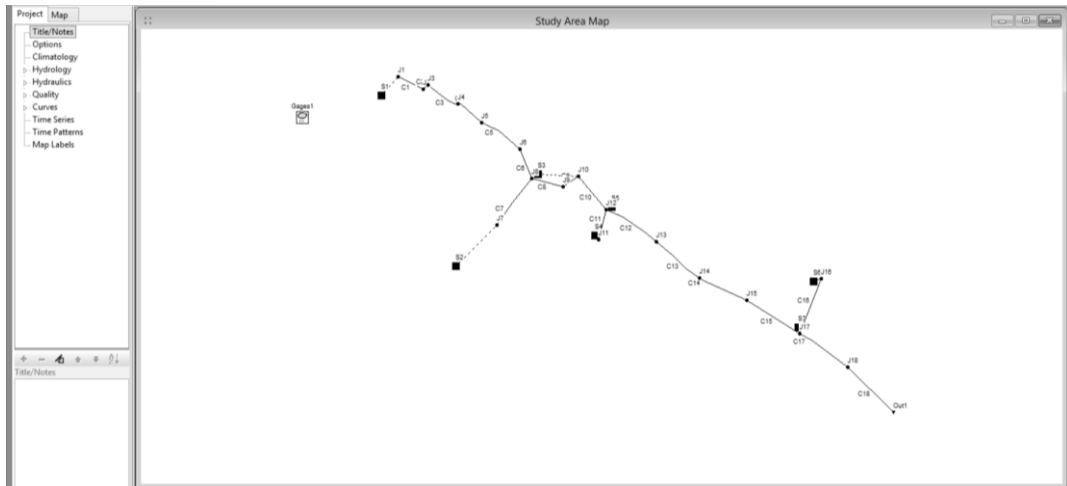 Project Map
Study Area Map
Title/Notes
Options
Climatology
Hydrology
Hydraulics
Quality
Curves
Time Series
Time Patterns
Map Labels
Title/Notes
Gages1
S1
J1
C1
J3
C3
J4
J5
C5
J6
C6
S3
J8
C8
J9
J10
C10
C7
J7
S2
S5
J12
C11
C12
S4
J11
J13
C13
J14
C14
J15
C15
S6
J16
C16
S7
J17
C17
J18
C18
Out1